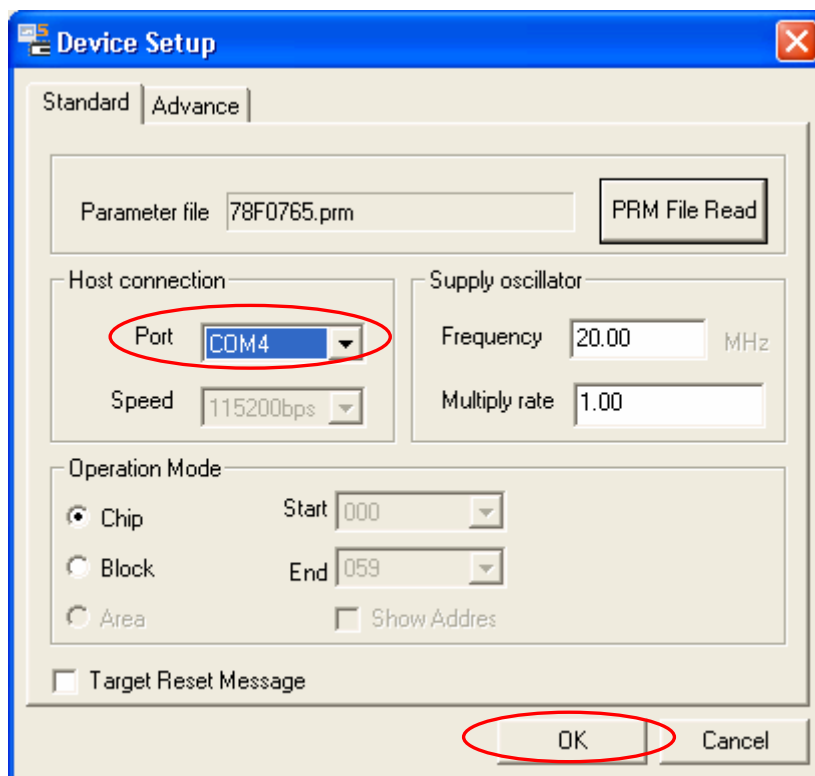 Device Setup
Standard Advance
Parameter file 78F0765.prm PRM File Read
Host connection
Port COM4
Speed 115200bps
Supply oscillator
Frequency 20.00 MHz
Multiply rate 1.00
Operation Mode
Chip Start 000
Block End 059
Area Show Addres
Target Reset Message
OK Cancel